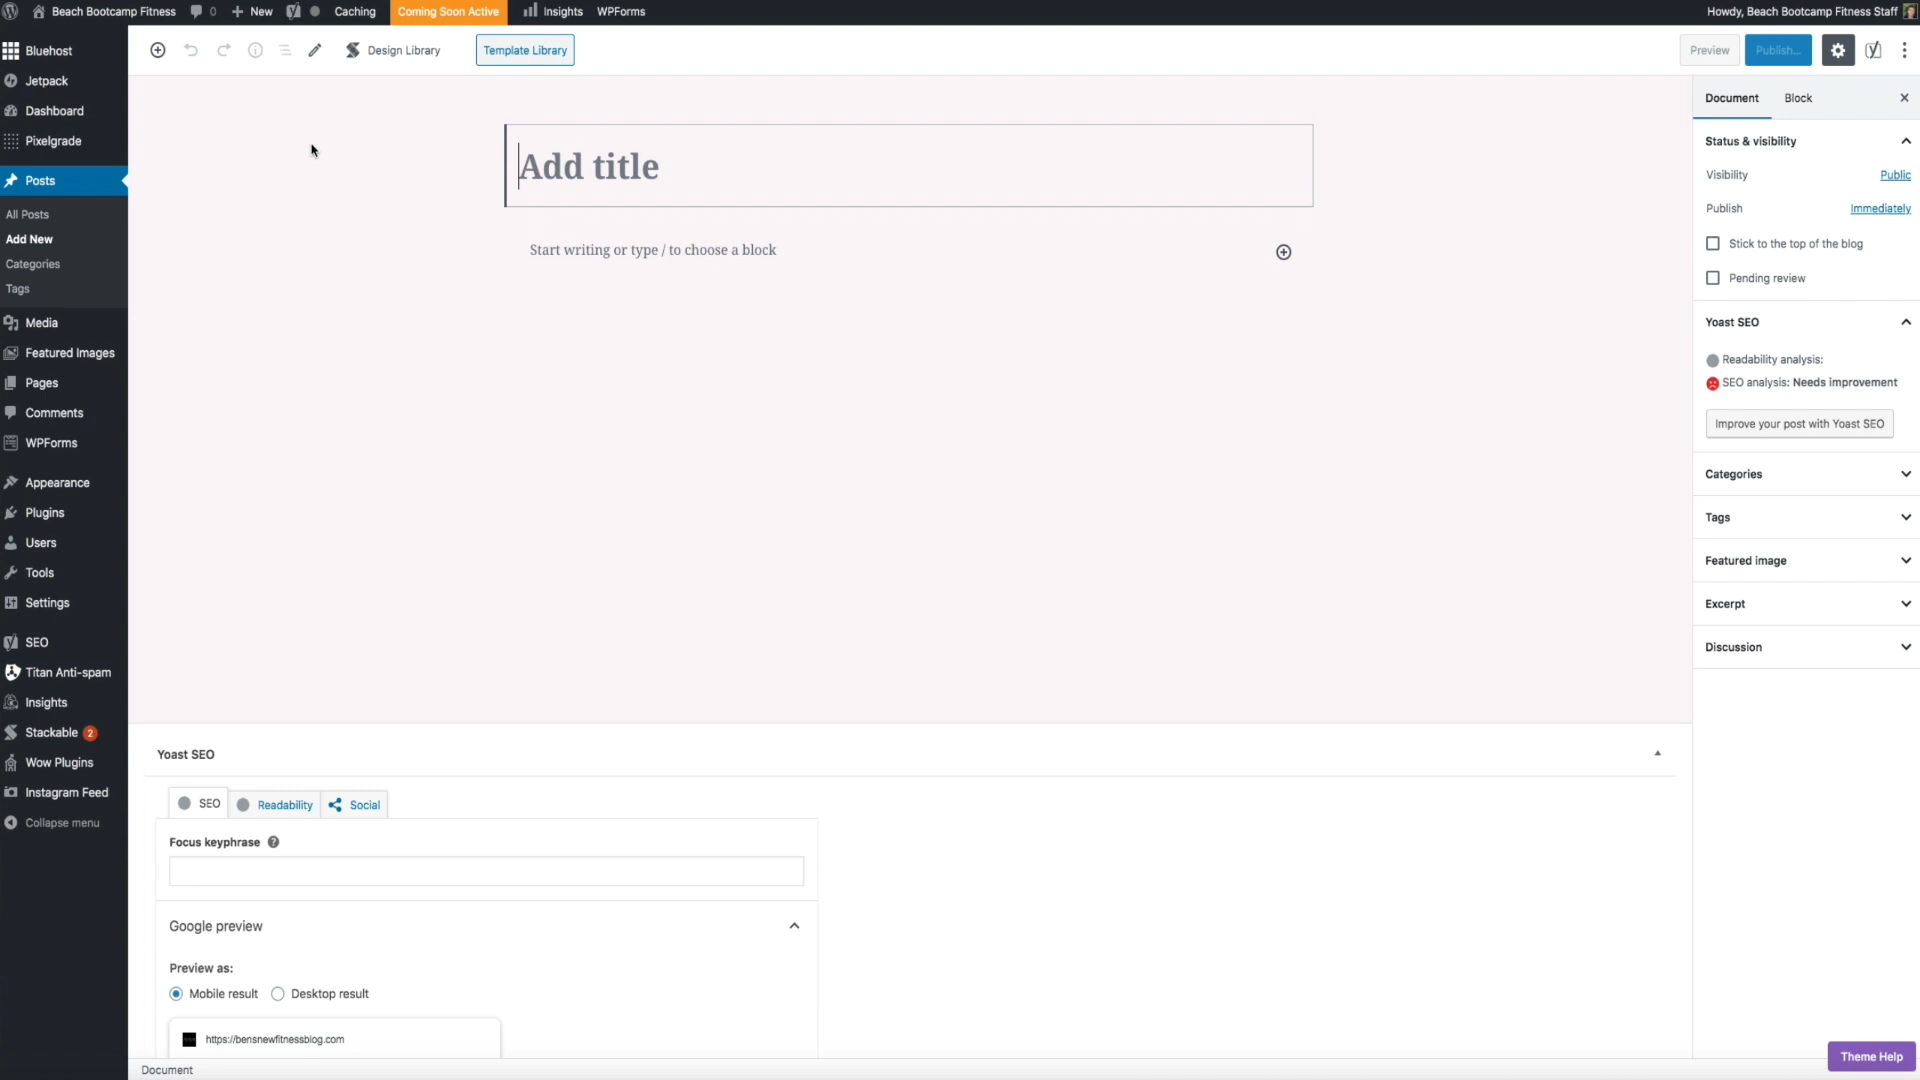 Beach Bootcamp Fitness
0
New
Caching
Coming Soon Active
Insights
WPForms
Howdy, Beach Bootcamp Fitness Staff
Bluehost
Jetpack
Dashboard
Pixelgrade
Posts
All Posts
Add New
Categories
Tags
Media
Featured Images
Pages
Comments
WPForms
Appearance
Plugins
Users
Tools
Settings
SEO
Titan Anti-spam
Insights
Stackable 2
Wow Plugins
Instagram Feed
Collapse menu
Design Library
Template Library
Preview
Publish...
Add title
Start writing or type / to choose a block
Document
Block
Status & visibility
Visibility Public
Publish Immediately
Stick to the top of the blog
Pending review
Yoast SEO
Readability analysis:
SEO analysis: Needs improvement
Improve your post with Yoast SEO
Categories
Tags
Featured image
Excerpt
Discussion
Yoast SEO
SEO
Readability
Social
Focus keyphrase ?
Google preview
Preview as:
Mobile result
Desktop result
https://bensnewfitnessblog.com
Document
Theme Help